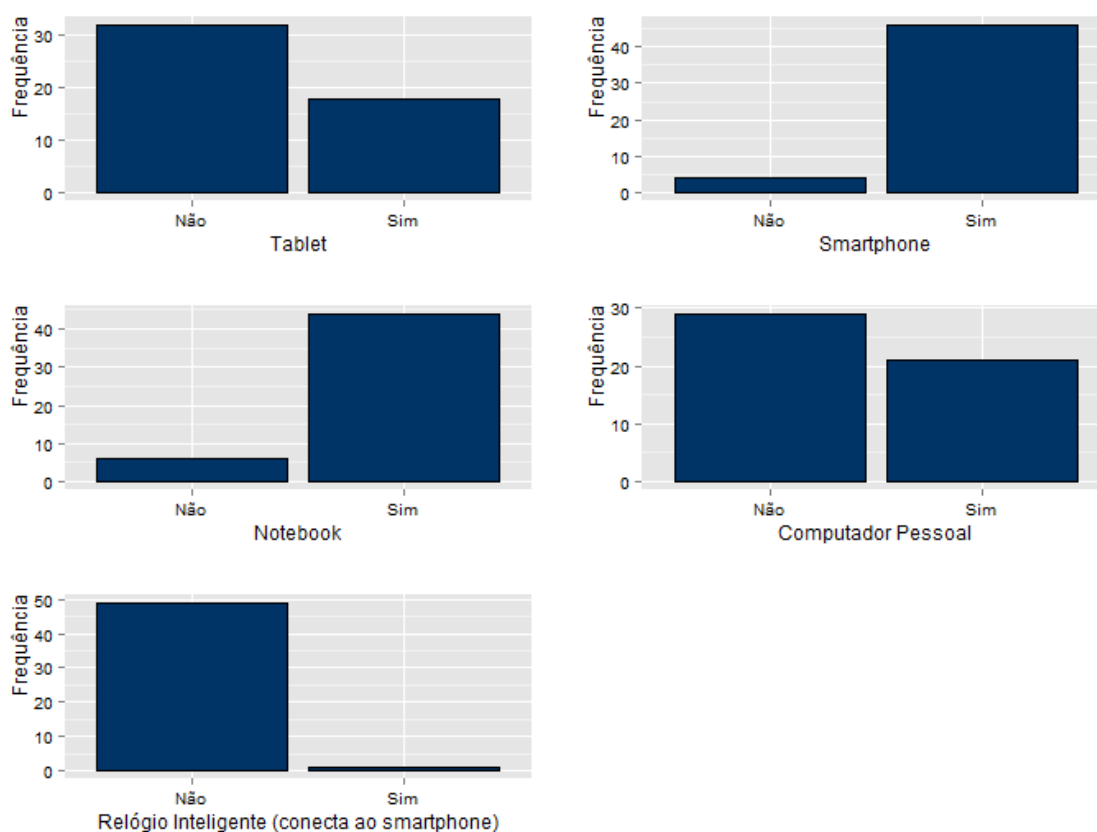 Frequência
30
20
10
0
Não Sim
Tablet
Frequência
40
30
20
10
0
Não Sim
Smartphone
Frequência
40
30
20
10
0
Não Sim
Notebook
Frequência
30
20
10
0
Não Sim
Computador Pessoal
Frequência
50
40
30
20
10
0
Não Sim
Relógio Inteligente (conecta ao smartphone)